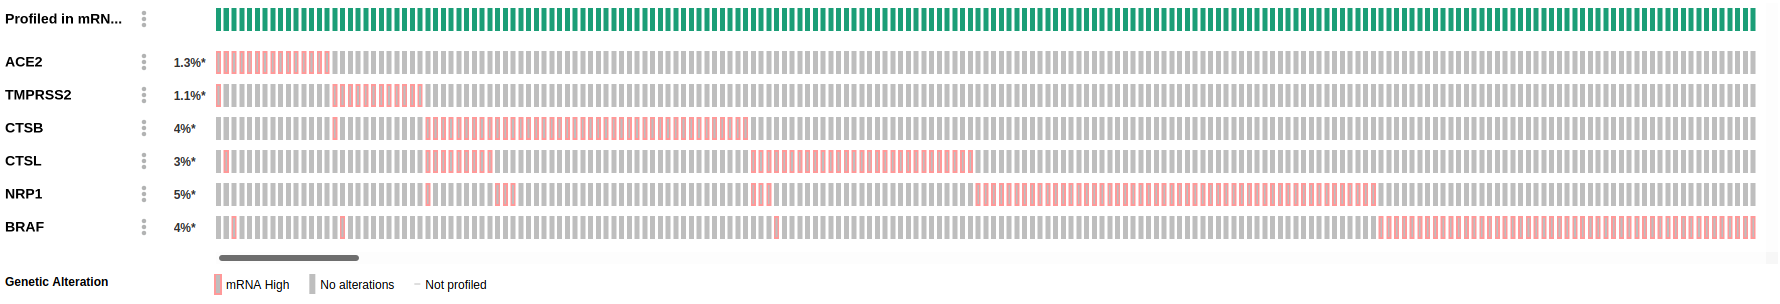 Profiled in mRN...
ACE2 1.3%*
TMPRSS2 1.1%*
CTSB 4%*
CTSL 3%*
NRP1 5%*
BRAF 4%*
Genetic Alteration mRNA High No alterations Not profiled